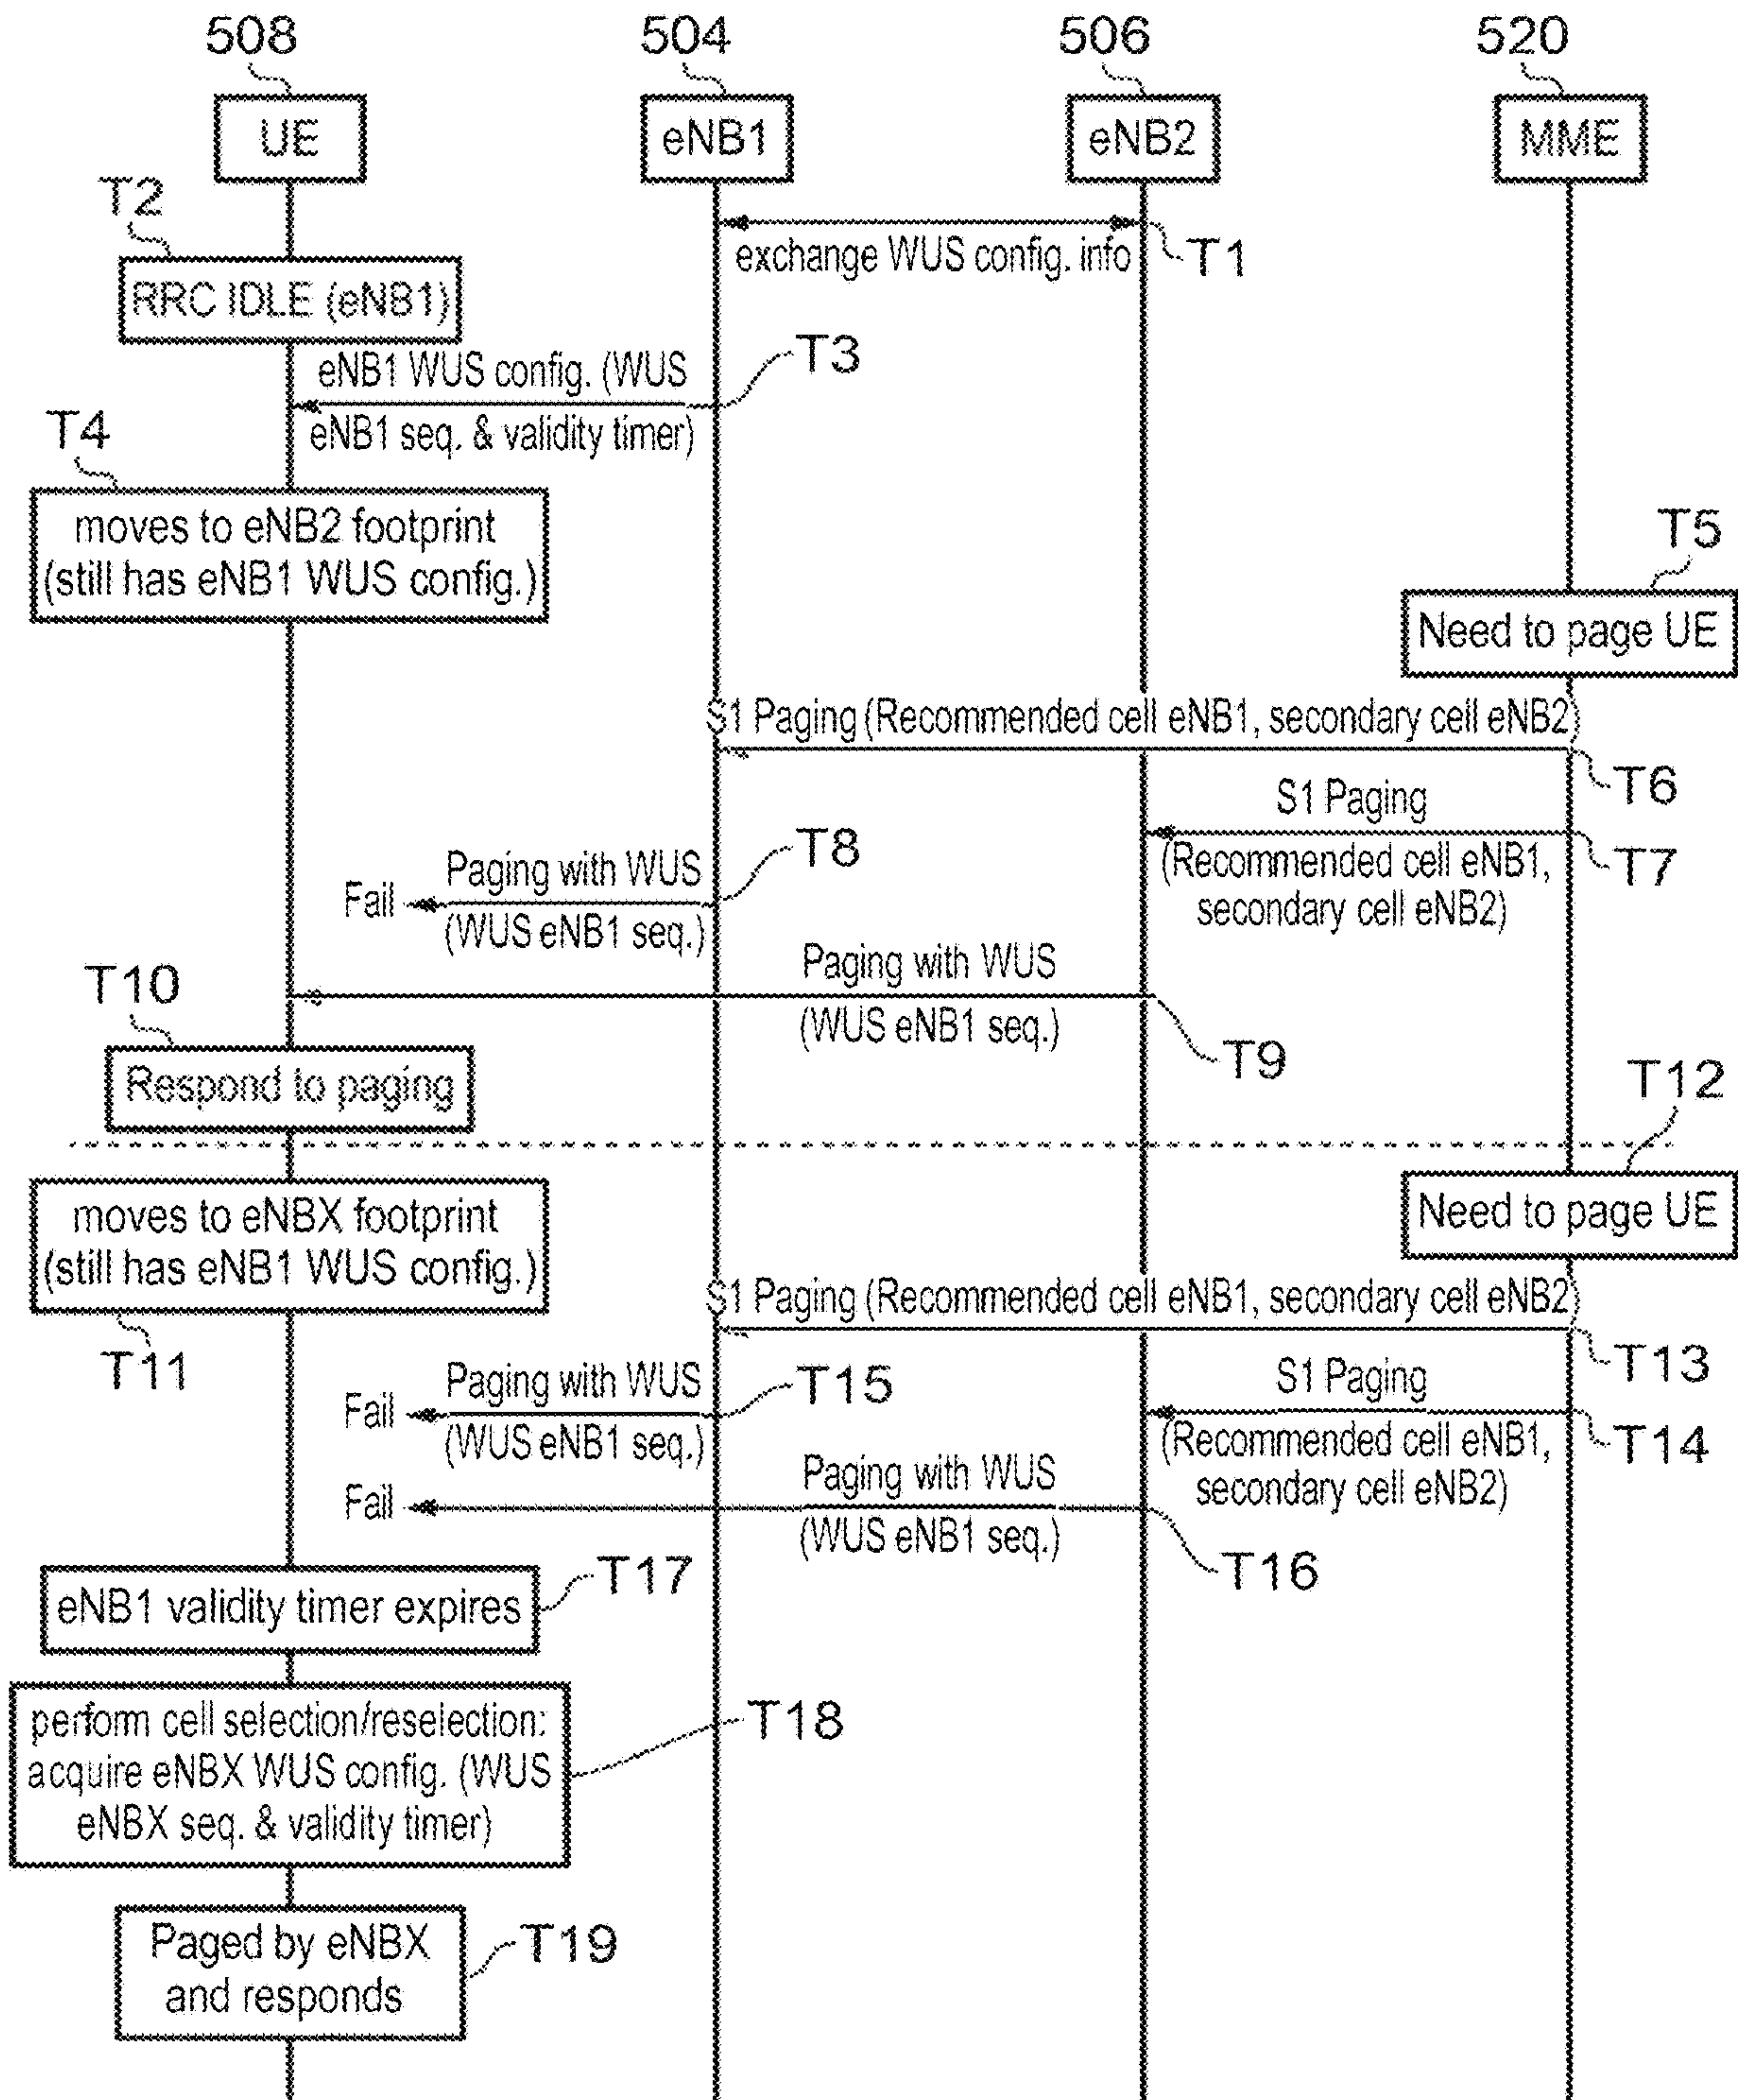 508
504
506
520
UE
eNB1
eNB2
MME
T2
exchange WUS config. info
T1
RRC IDLE (eNB1)
T3
eNB1 WUS config. (WUS
eNB1 seq. & validity timer)
T4
moves to eNB2 footprint
(still has eNB1 WUS config.)
T5
Need to page UE
S1 Paging (Recommended cell eNB1, secondary cell eNB2)
T6
S1 Paging
(Recommended cell eNB1,
secondary cell eNB2)
T7
T8
Paging with WUS
Fail
(WUS eNB1 seq.)
Paging with WUS
(WUS eNB1 seq.)
T9
T10
Respond to paging
T12
moves to eNBX footprint
(still has eNB1 WUS config.)
T11
Need to page UE
S1 Paging (Recommended cell eNB1, secondary cell eNB2)
T13
S1 Paging
(Recommended cell eNB1,
secondary cell eNB2)
T14
Paging with WUS
Fail
(WUS eNB1 seq.)
T15
Paging with WUS
Fail
(WUS eNB1 seq.)
T16
eNB1 validity timer expires
T17
perform cell selection/reselection:
acquire eNBX WUS config. (WUS
eNBX seq. & validity timer)
T18
Paged by eNBX
and responds
T19